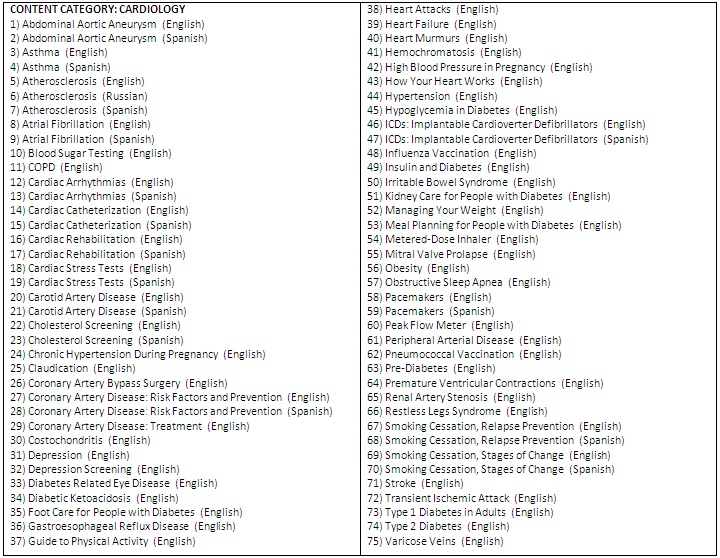 CONTENT CATEGORY: CARDIOLOGY
1) Abdominal Aortic Aneurysm (English)
2) Abdominal Aortic Aneurysm (Spanish)
3) Asthma (English)
4) Asthma (Spanish)
5) Atherosclerosis (English)
6) Atherosclerosis (Russian)
7) Atherosclerosis (Spanish)
8) Atrial Fibrillation (English)
9) Atrial Fibrillation (Spanish)
10) Blood Sugar Testing (English)
11) COPD (English)
12) Cardiac Arrhythmias (English)
13) Cardiac Arrhythmias (Spanish)
14) Cardiac Catheterization (English)
15) Cardiac Catheterization (Spanish)
16) Cardiac Rehabilitation (English)
17) Cardiac Rehabilitation (Spanish)
18) Cardiac Stress Tests (English)
19) Cardiac Stress Tests (Spanish)
20) Carotid Artery Disease (English)
21) Carotid Artery Disease (Spanish)
22) Cholesterol Screening (English)
23) Cholesterol Screening (Spanish)
24) Chronic Hypertension During Pregnancy (English)
25) Claudication (English)
26) Coronary Artery Bypass Surgery (English)
27) Coronary Artery Disease: Risk Factors and Prevention (English)
28) Coronary Artery Disease: Risk Factors and Prevention (Spanish)
29) Coronary Artery Disease: Treatment (English)
30) Costochondritis (English)
31) Depression (English)
32) Depression Screening (English)
33) Diabetes Related Eye Disease (English)
34) Diabetic Ketoacidosis (English)
35) Foot Care for People with Diabetes (English)
36) Gastroesophageal Reflux Disease (English)
37) Guide to Physical Activity (English)
38) Heart Attacks (English)
39) Heart Failure (English)
40) Heart Murmurs (English)
41) Hemochromatosis (English)
42) High Blood Pressure in Pregnancy (English)
43) How Your Heart Works (English)
44) Hypertension (English)
45) Hypoglycemia in Diabetes (English)
46) ICDs: Implantable Cardioverter Defibrillators (English)
47) ICDs: Implantable Cardioverter Defibrillators (Spanish)
48) Influenza Vaccination (English)
49) Insulin and Diabetes (English)
50) Irritable Bowel Syndrome (English)
51) Kidney Care for People with Diabetes (English)
52) Managing Your Weight (English)
53) Meal Planning for People with Diabetes (English)
54) Metered-Dose Inhaler (English)
55) Mitral Valve Prolapse (English)
56) Obesity (English)
57) Obstructive Sleep Apnea (English)
58) Pacemakers (English)
59) Pacemakers (Spanish)
60) Peak Flow Meter (English)
61) Peripheral Arterial Disease (English)
62) Pneumococcal Vaccination (English)
63) Pre-Diabetes (English)
64) Premature Ventricular Contractions (English)
65) Renal Artery Stenosis (English)
66) Restless Legs Syndrome (English)
67) Smoking Cessation, Relapse Prevention (English)
68) Smoking Cessation, Relapse Prevention (Spanish)
69) Smoking Cessation, Stages of Change (English)
70) Smoking Cessation, Stages of Change (Spanish)
71) Stroke (English)
72) Transient Ischemic Attack (English)
73) Type 1 Diabetes in Adults (English)
74) Type 2 Diabetes (English)
75) Varicose Veins (English)